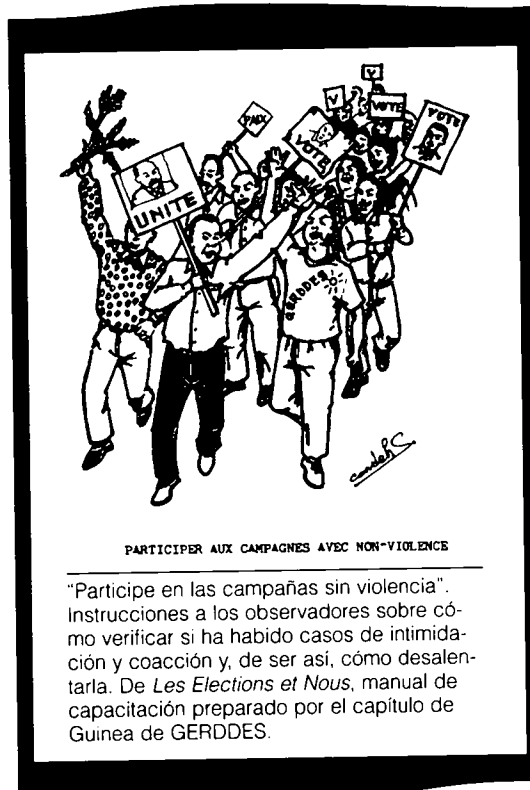 V
V
VOTE
VOTE
PAIX
VOTE
UNITE
GERDDES
condeh C.
PARTICIPER AUX CAMPAGNES AVEC NON-VIOLENCE
"Participe en las campañas sin violencia".
Instrucciones a los observadores sobre có-
mo verificar si ha habido casos de intimida-
ción y coacción y, de ser así, cómo desalen-
tarla. De Les Elections et Nous, manual de
capacitación preparado por el capítulo de
Guinea de GERDDES.